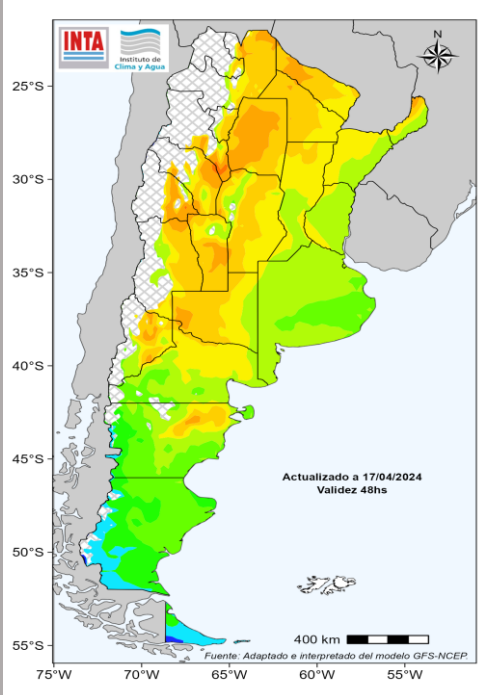 INTA
Instituto de
Clima y Agua
N
25°S
30°S
35°S
40°S
45°S
50°S
55°S
Actualizado a 17/04/2024
Validez 48hs
400 km
Fuente: Adaptado e interpretado del modelo GFS-NCEP.
75°W
70°W
65°W
60°W
55°W